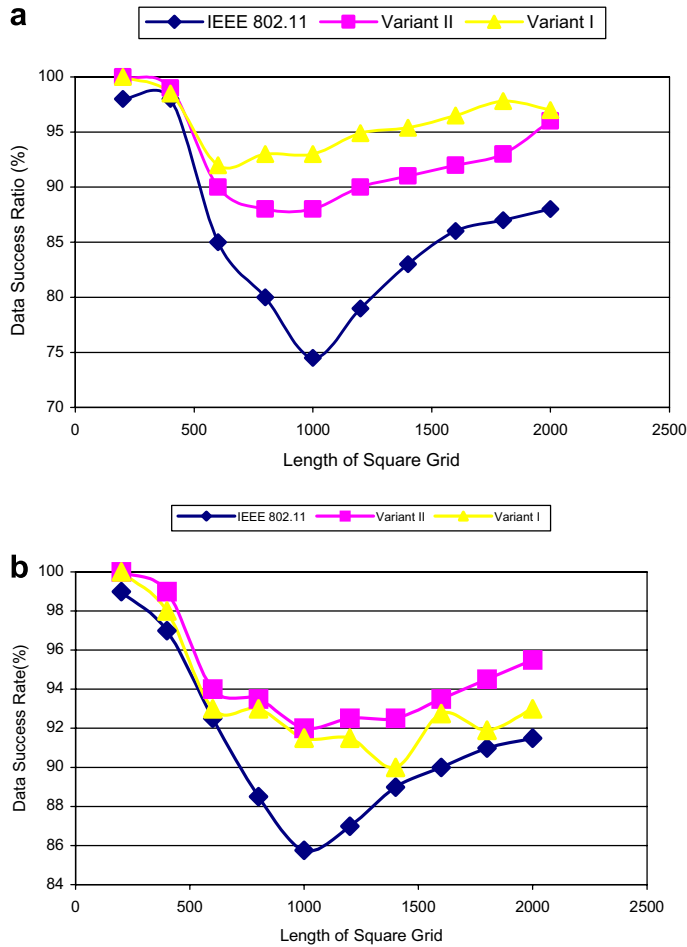 a
IEEE 802.11 Variant II Variant I
100
95
90
85
80
75
70
0 500 1000 1500 2000 2500
Data Success Ratio (%)
Length of Square Grid
b
IEEE 802.11 Variant II Variant I
100
98
96
94
92
90
88
86
84
0 500 1000 1500 2000 2500
Data Success Rate(%)
Length of Square Grid